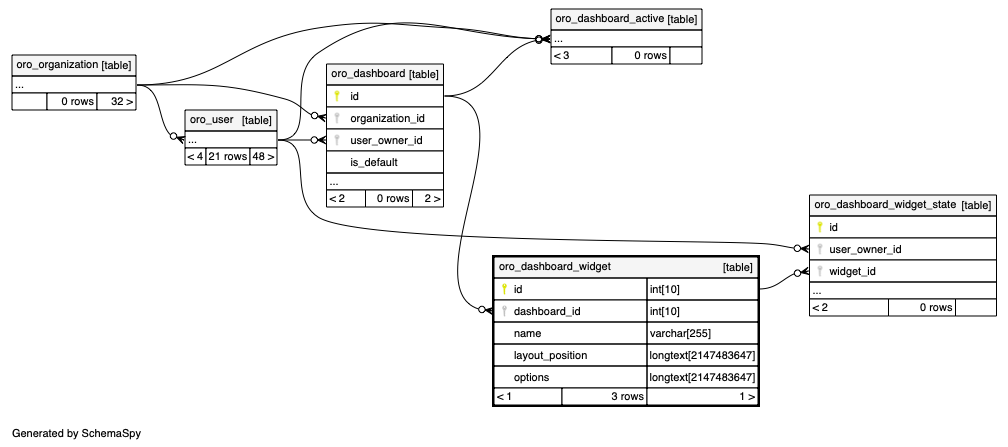 oro_dashboard_active [table]
...
< 3 0 rows
oro_organization [table]
...
0 rows 32 >
oro_dashboard [table]
id
organization_id
user_owner_id
is_default
...
< 2 0 rows 2 >
oro_user [table]
...
< 4 21 rows 48 >
oro_dashboard_widget_state [table]
id
user_owner_id
widget_id
...
< 2 0 rows
oro_dashboard_widget [table]
id int[10]
dashboard_id int[10]
name varchar[255]
layout_position longtext[2147483647]
options longtext[2147483647]
< 1 3 rows 1 >
Generated by SchemaSpy